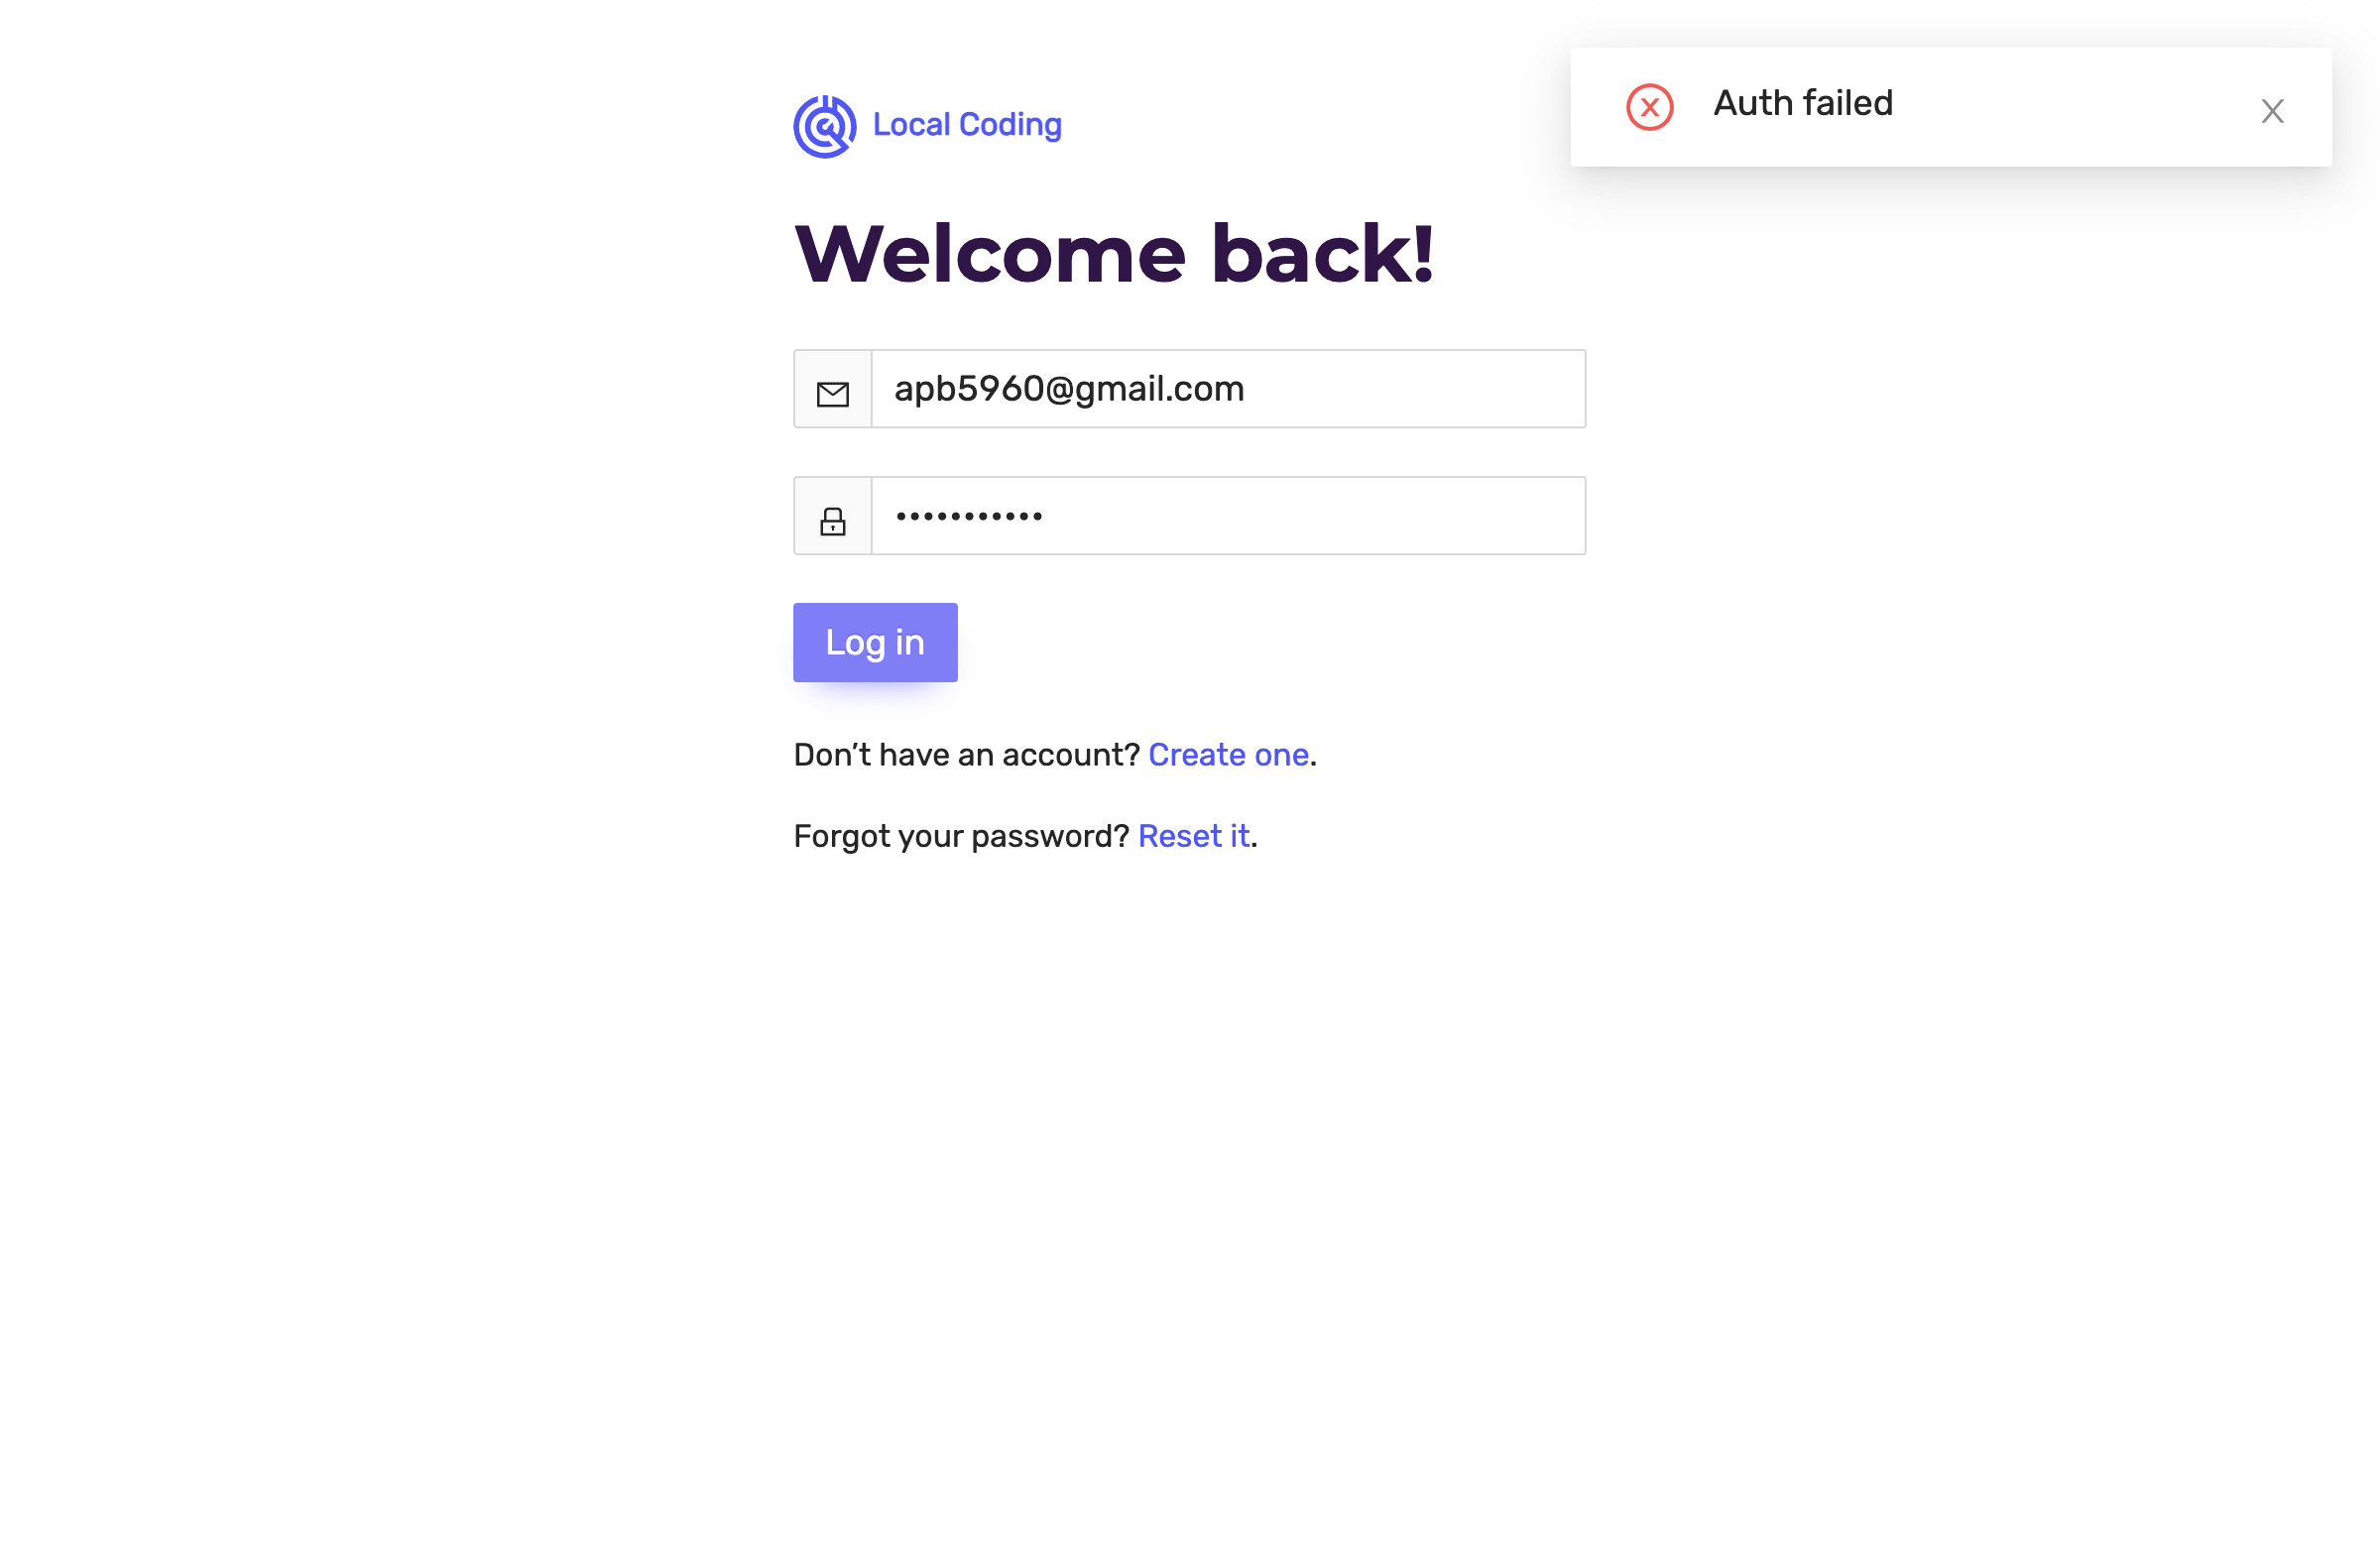 Local Coding
Auth failed
Welcome back!
apb5960@gmail.com
•••••••••••
Log in
Don’t have an account? Create one.
Forgot your password? Reset it.